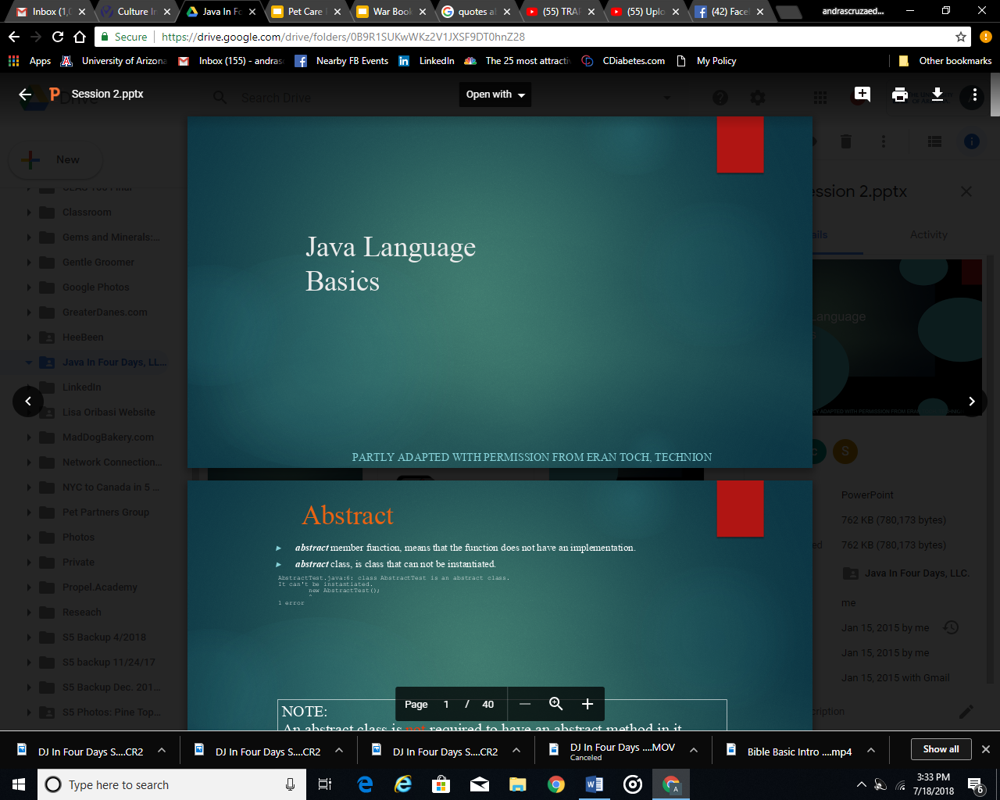 Inbox (1,0
Culture In
Java In Fo
Pet Care
War Book
quotes a
(55) TRA
(55) Uplo
(42) Face
andrascruzaed...
Secure
https://drive.google.com/drive/folders/0B9R1SUKwWKz2V1JXSF9DT0hnZ28
Apps
University of Arizona
Inbox (155) - andras
Nearby FB Events
LinkedIn
The 25 most attracti
CDiabetes.com
My Policy
Other bookmarks
Session 2.pptx
Drive
Search Drive
Open with
New
Classroom
Gems and Minerals:...
Gentle Groomer
Google Photos
GreaterDanes.com
HeeBeen
Java In Four Days, LL...
LinkedIn
Lisa Oribasi Website
MadDogBakery.com
Network Connection...
NYC to Canada in 5 ...
Pet Partners Group
Photos
Private
Propel.Academy
Reseach
S5 Backup 4/2018
S5 backup 11/24/17
S5 Backup Dec. 201...
S5 Photos: Pine Top...
Java Language
Basics
PARTLY ADAPTED WITH PERMISSION FROM ERAN TOCH, TECHNION
Abstract
abstract member function, means that the function does not have an implementation.
abstract class, is class that can not be instantiated.
AbstractTest.java:6: class AbstractTest is an abstract class.
It can't be instantiated.
new AbstractTest();
^
1 error
NOTE:
An abstract class is not required to have an abstract method in it
Page 1 / 40
ession 2.pptx
ails
Activity
anguage
S
PowerPoint
762 KB (780,173 bytes)
ed
762 KB (780,173 bytes)
Java In Four Days, LLC.
me
Jan 15, 2015 by me
Jan 15, 2015 by me
Jan 15, 2015 with Gmail
cription
DJ In Four Days S....CR2
DJ In Four Days S....CR2
DJ In Four Days S....CR2
DJ In Four Days ....MOV
Canceled
Bible Basic Intro ....mp4
Show all
Type here to search
3:33 PM
7/18/2018
6